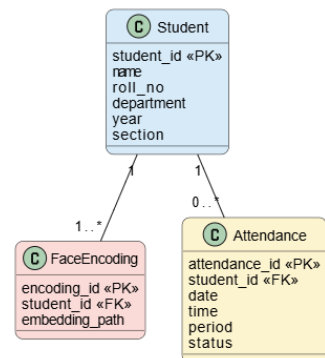 C Student
student_id «PK»
name
roll_no
department
year
section
1
1
1..*
0..*
C FaceEncoding
encoding_id «PK»
student_id «FK»
embedding_path
C Attendance
attendance_id «PK»
student_id «FK»
date
time
period
status